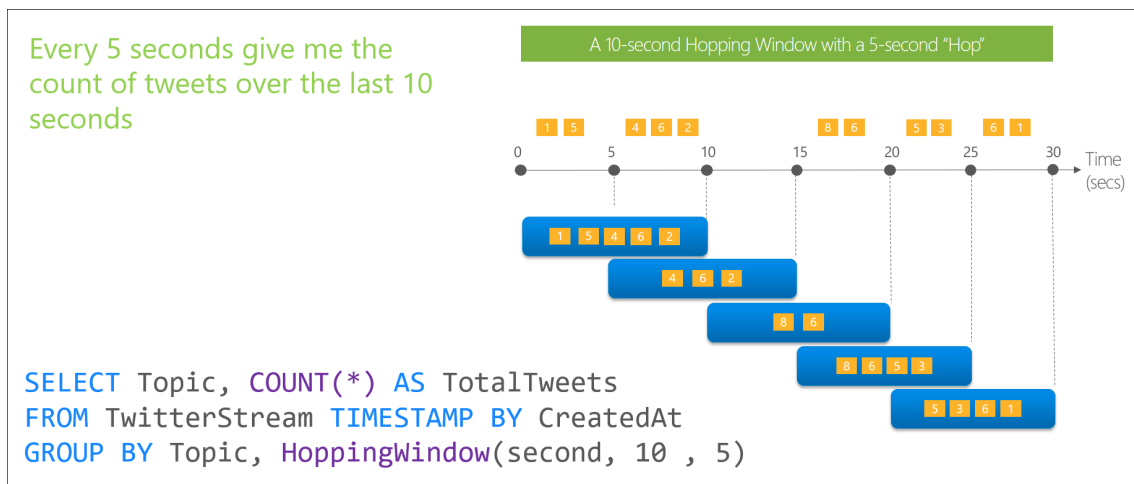 Every 5 seconds give me the
count of tweets over the last 10
seconds
A 10-second Hopping Window with a 5-second “Hop”
1 5 4 6 2 8 6 5 3 6 1
0 5 10 15 20 25 30 Time
(secs)
1 5 4 6 2
4 6 2
8 6
8 6 5 3
5 3 6 1
SELECT Topic, COUNT(*) AS TotalTweets
FROM TwitterStream TIMESTAMP BY CreatedAt
GROUP BY Topic, HoppingWindow(second, 10 , 5)